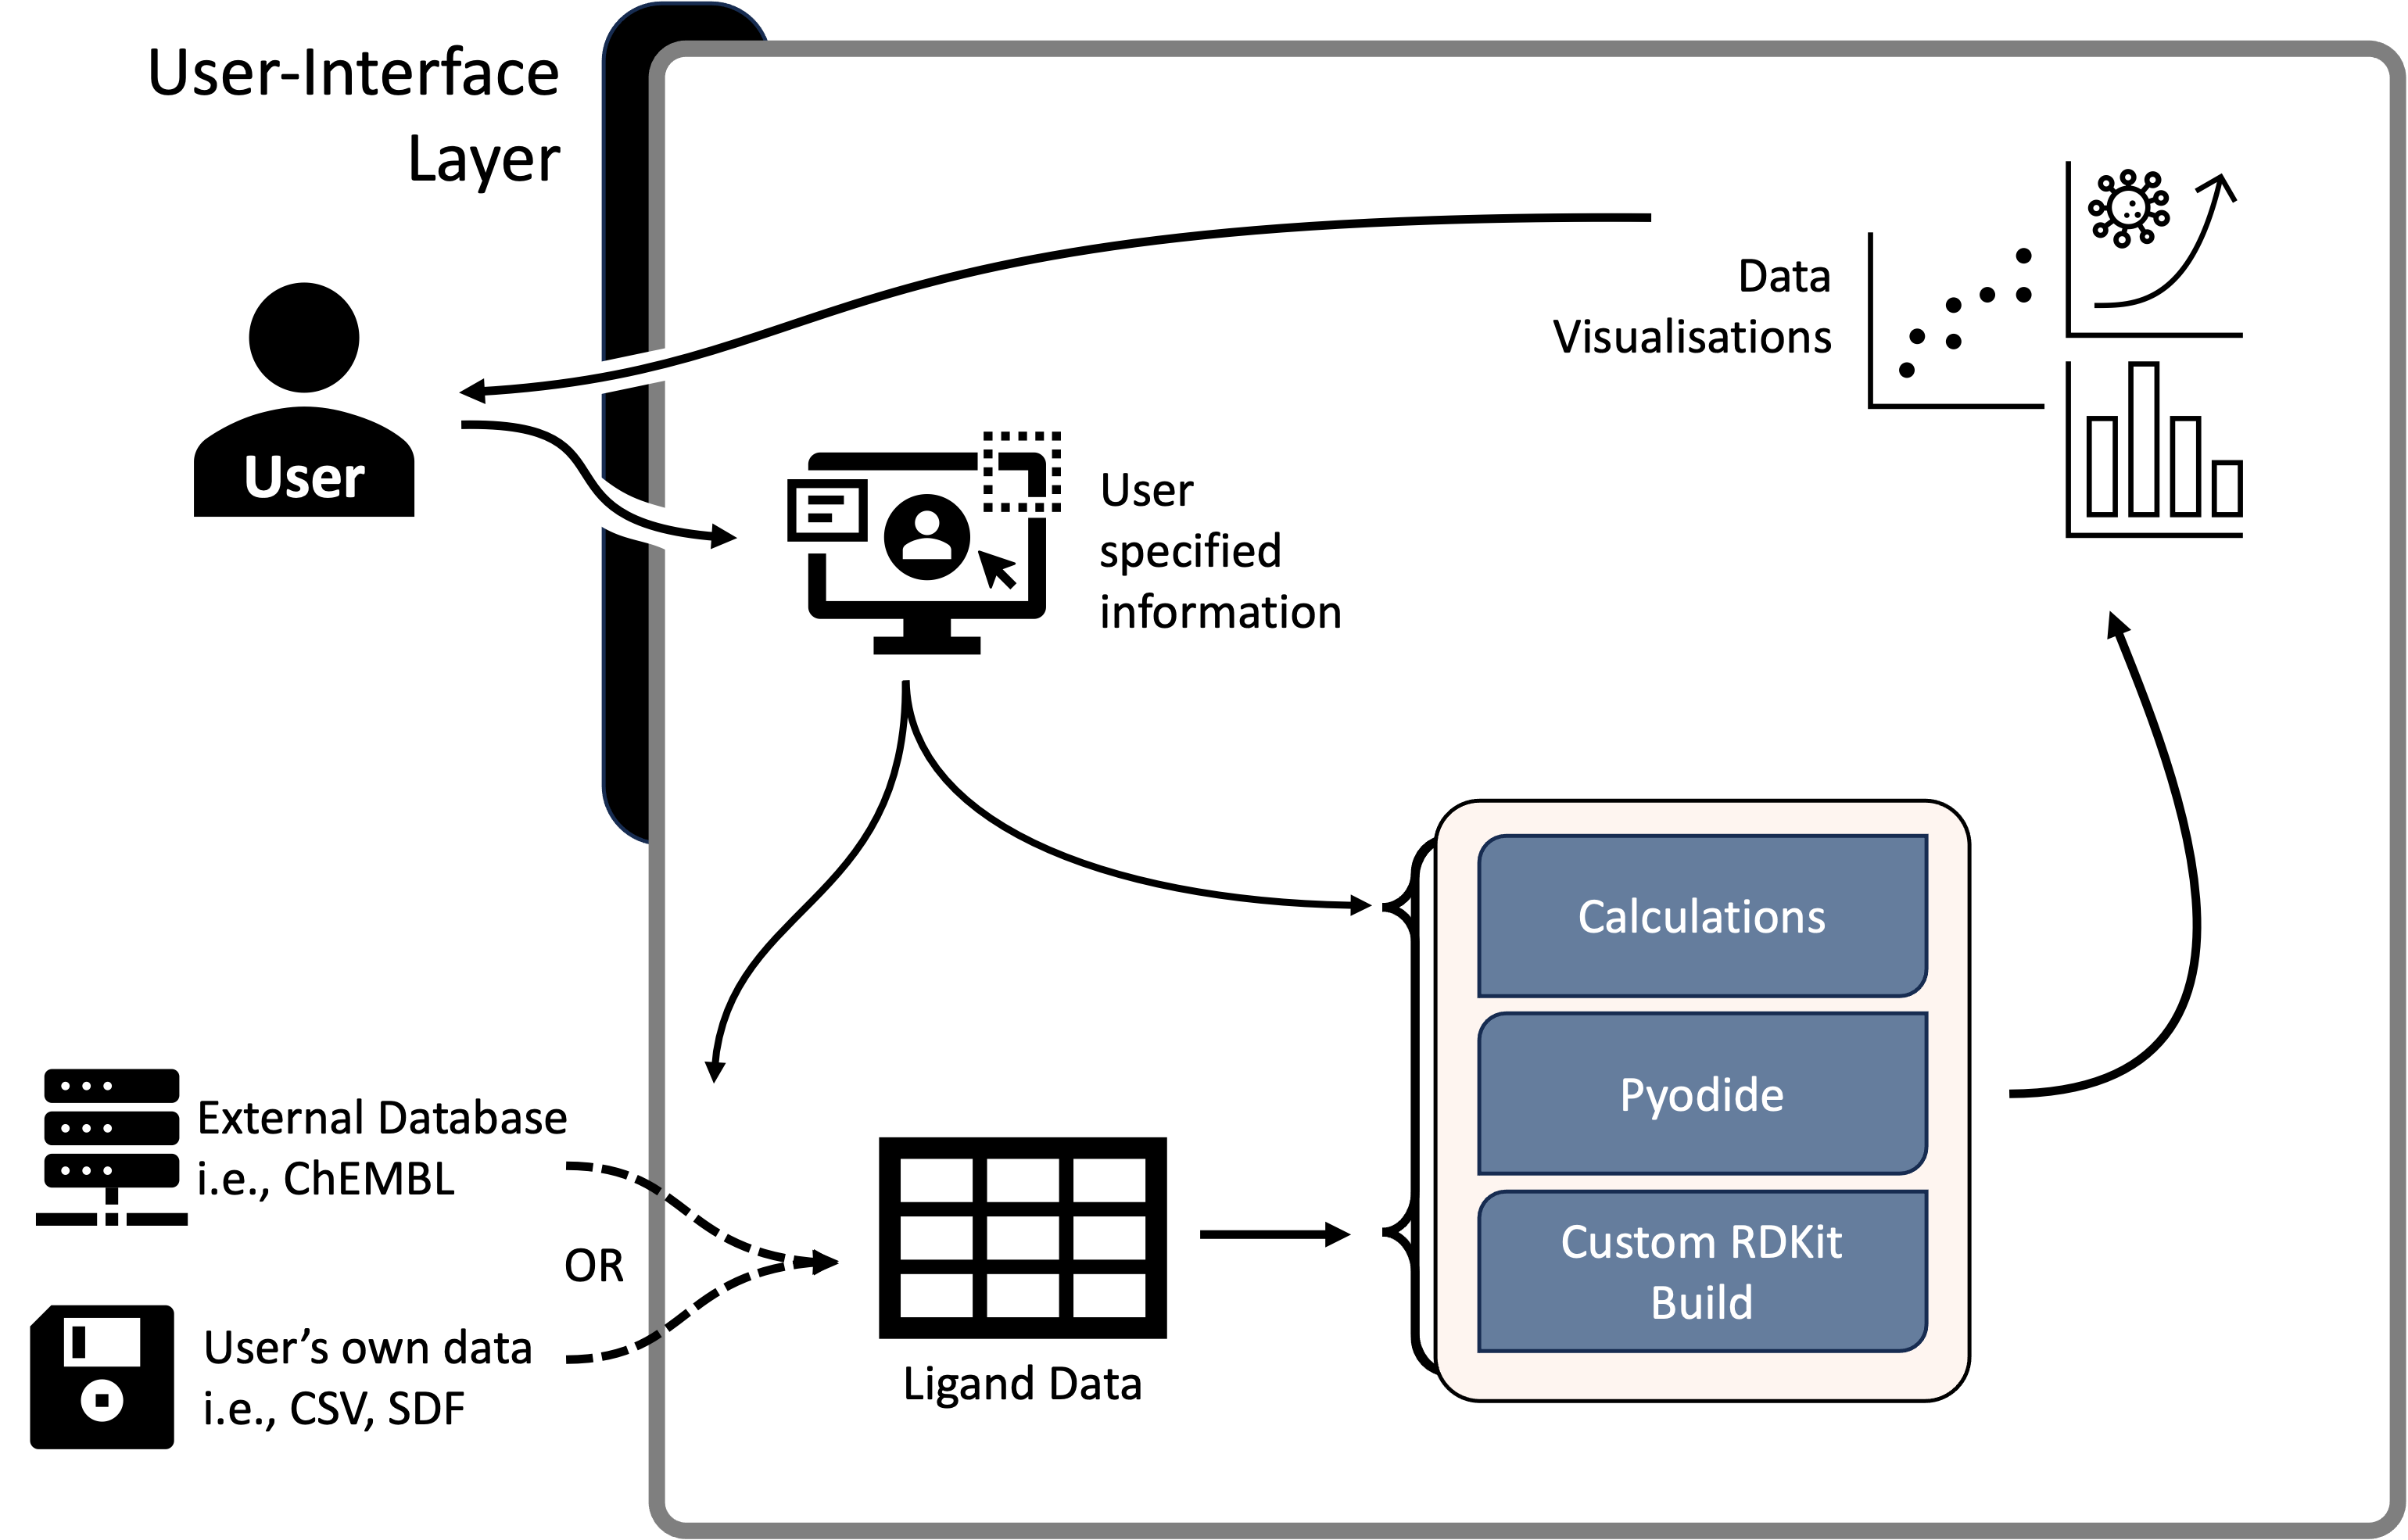 User-Interface
Layer
Data
Visualisations
User
User
specified
information
Calculations
Pyodide
Custom RDKit
Build
External Database
i.e., ChEMBL
OR
User’s own data
i.e., CSV, SDF
Ligand Data